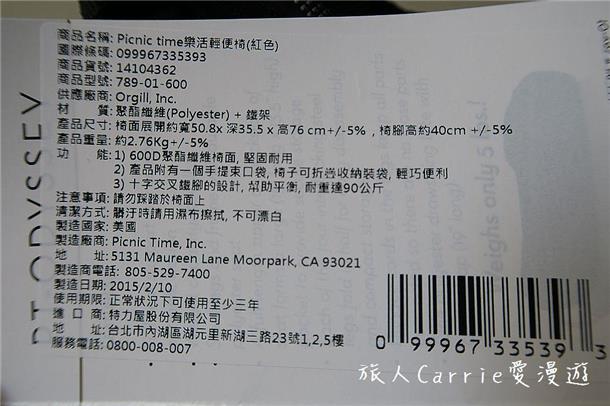 商品名稱: Picnic time樂活輕便椅(紅色)
國際條碼: 099967335393
商品貨號: 14104362
商品型號: 789-01-600
供應廠商: Orgill, Inc.
材 質: 聚酯纖維(Polyester) + 鐵架
產品尺寸: 椅面展開約寬50.8x 深35.5 x 高76 cm+/-5% , 椅腳高約40cm +/-5%
產品重量: 約2.76Kg+/-5%
功 能: 1) 600D聚酯纖維椅面, 堅固耐用
2) 產品附有一個手提束口袋, 椅子可折疊收納裝袋, 輕巧便利
3) 十字交叉鐵腳的設計, 幫助平衡, 耐重達90公斤
注意事項: 請勿踩踏於椅面上
清潔方式: 髒汙時請用濕布擦拭, 不可漂白
製造國家: 美國
製造廠商: Picnic Time, Inc.
地 址: 5131 Maureen Lane Moorpark, CA 93021
製造商電話: 805-529-7400
製造日期: 2015/2/10
使用期限: 正常狀況下可使用至少三年
進 口 商: 特力屋股份有限公司
地 址: 台北市內湖區湖元里新湖三路23號1,2,5樓
服務電話: 0800-008-007
0 99967 33539 3
PT ODYSSEY
旅人Carrie愛漫遊